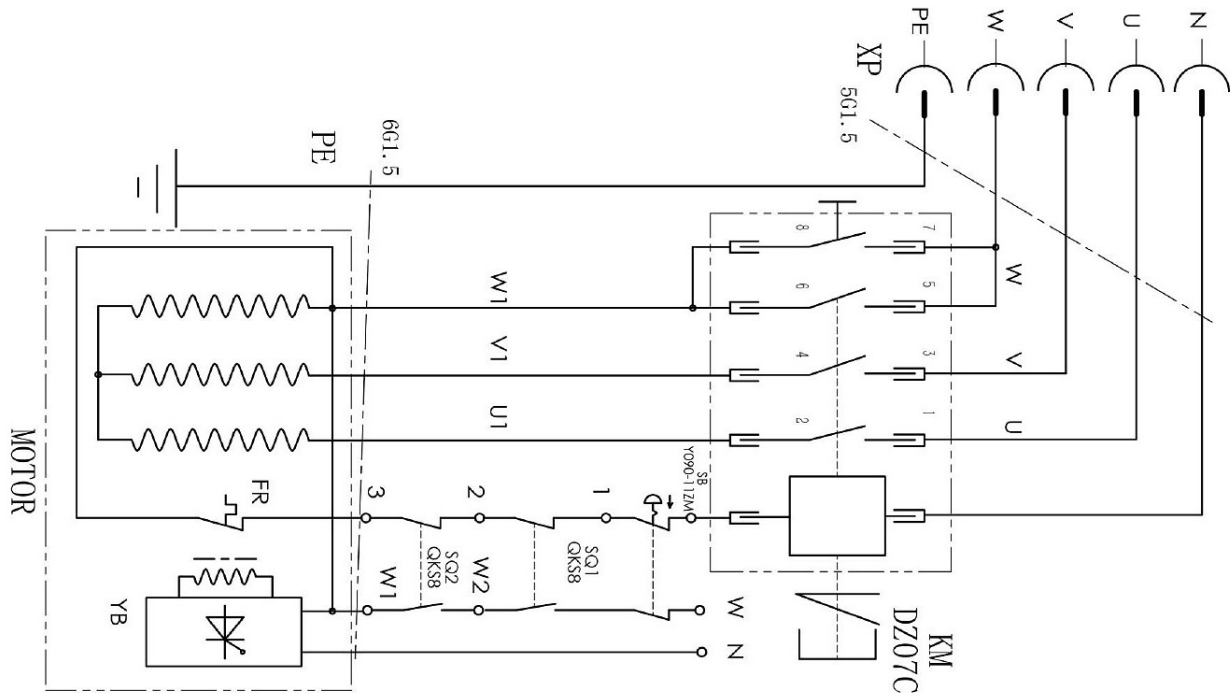 PE
W
V
U
N
XP
5G1.5
6G1.5
PE
8
7
W1
6
5
W
V1
4
3
V
U1
2
1
U
MOTOR
FR
3
2
1
SB
Y090-11ZM
SQ2
QKS8
SQ1
QKS8
W1
W2
W
N
YB
KM
DZ07C